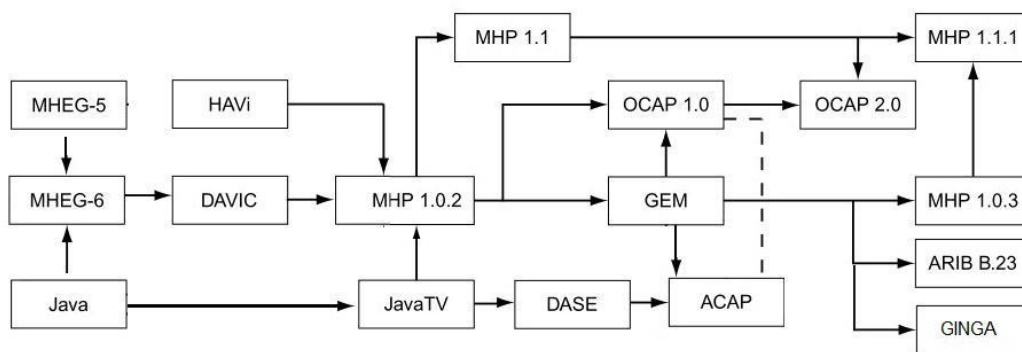 MHP 1.1
MHP 1.1.1
MHEG-5
HAVi
OCAP 1.0
OCAP 2.0
MHEG-6
DAVIC
MHP 1.0.2
GEM
MHP 1.0.3
ARIB B.23
Java
JavaTV
DASE
ACAP
GINGA